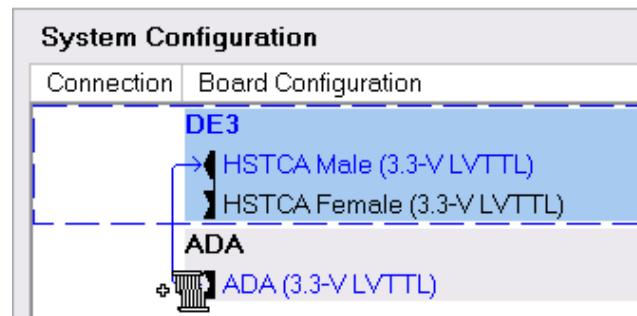 System Configuration
Connection Board Configuration
DE3
HSTCA Male (3.3-V LVTTL)
HSTCA Female (3.3-V LVTTL)
ADA
ADA (3.3-V LVTTL)